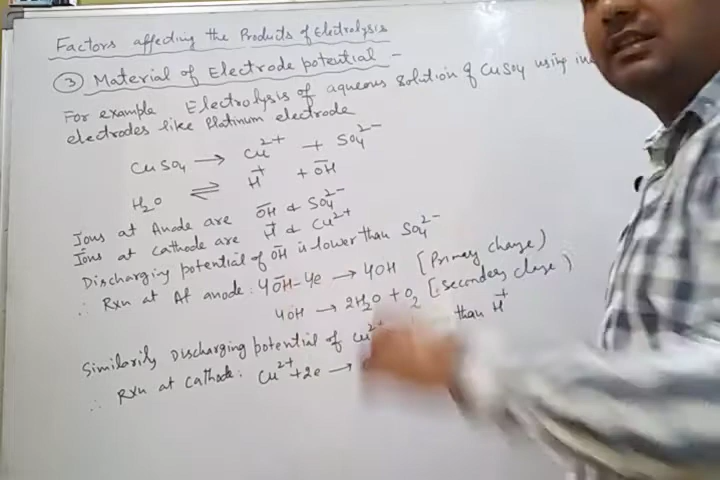 Factors affecting the Products of Electrolysis
③ Material of Electrode potential -
For example Electrolysis of aqueous solution of CuSO4 using
electrodes like Platinum electrode
CuSO4 → Cu²⁺ + SO4²⁻
H2O ⇌ H⁺ + OH⁻
Ions at Anode are OH⁻ & SO4²⁻
Ions at Cathode are H⁺ & Cu²⁺
Discharging potential of OH⁻ is lower than SO4²⁻
∴ Rxn at At anode: 4OH⁻ - 4e → 4OH [Primary change)
4OH → 2H2O + O2 [secondary change)
Similarily Discharging potential of Cu²⁺ than H⁺
∴ Rxn at Cathode: Cu²⁺ + 2e →